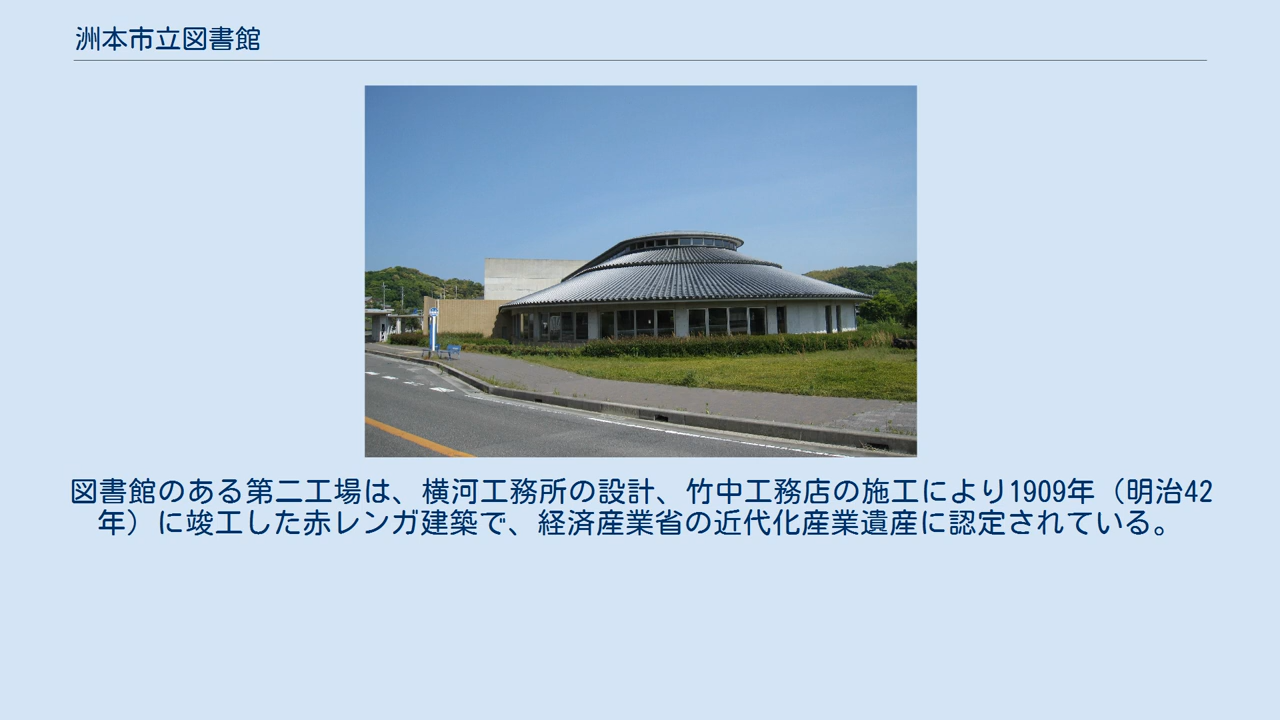 洲本市立図書館
図書館のある第二工場は、横河工務所の設計、竹中工務店の施工により1909年（明治42
年）に竣工した赤レンガ建築で、経済産業省の近代化産業遺産に認定されている。